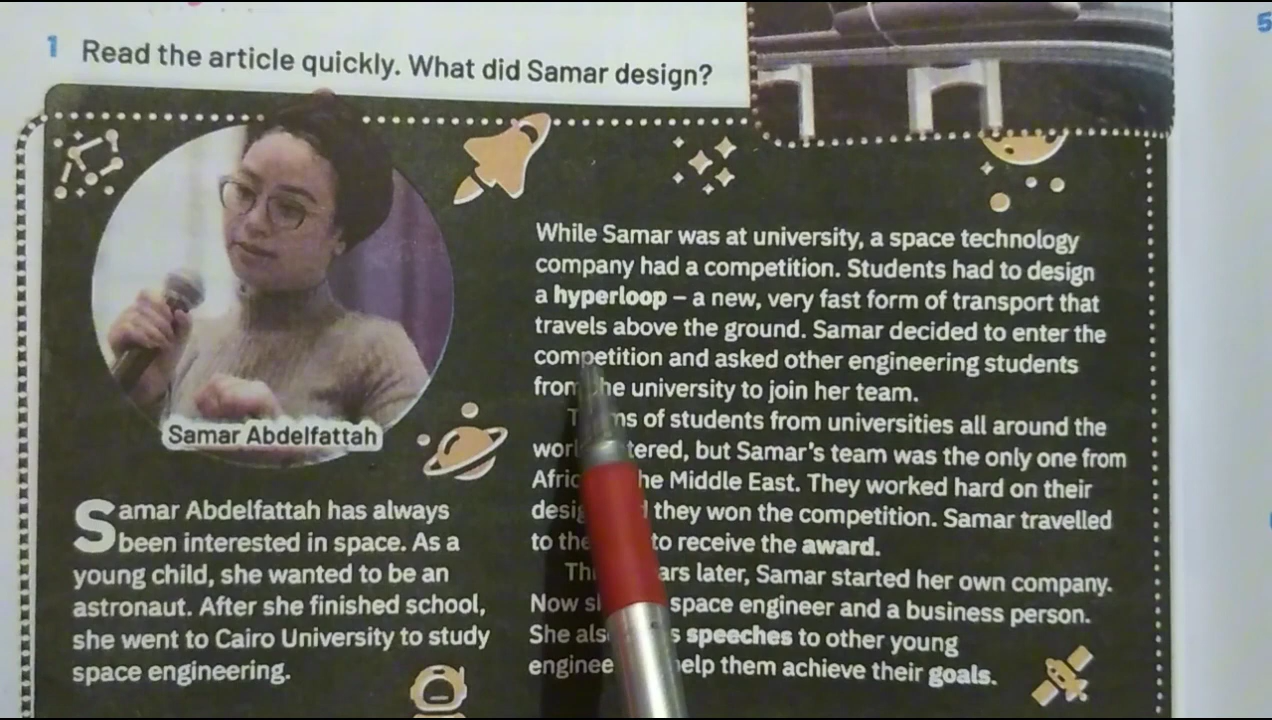 1 Read the article quickly. What did Samar design?
Samar Abdelfattah
Samar Abdelfattah has always
been interested in space. As a
young child, she wanted to be an
astronaut. After she finished school,
she went to Cairo University to study
space engineering.
While Samar was at university, a space technology
company had a competition. Students had to design
a hyperloop – a new, very fast form of transport that
travels above the ground. Samar decided to enter the
competition and asked other engineering students
from the university to join her team.
of students from universities all around the
but Samar's team was the only one from
the Middle East. They worked hard on their
they won the competition. Samar travelled
to the to receive the award.
later, Samar started her own company.
Now space engineer and a business person.
She speeches to other young
help them achieve their goals.
5